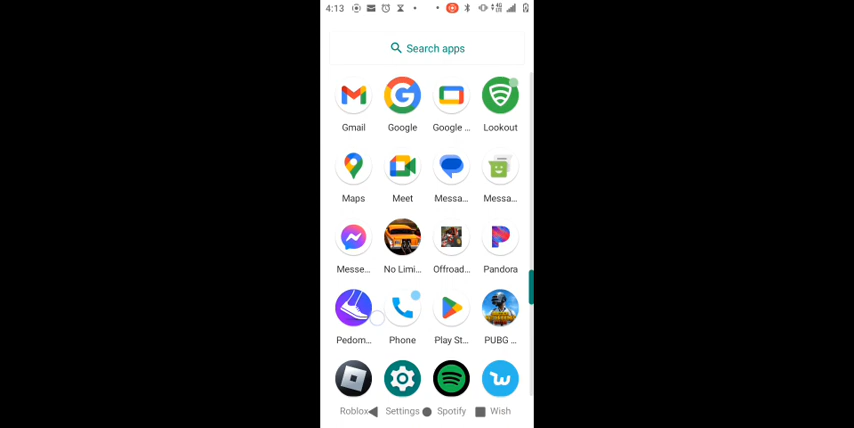 4:13
Search apps
Gmail Google Google ... Lookout
Maps Meet Messa... Messa...
Messe... No Limi... Offroad... Pandora
Pedom... Phone Play St... PUBG ...
Roblox Settings Spotify Wish